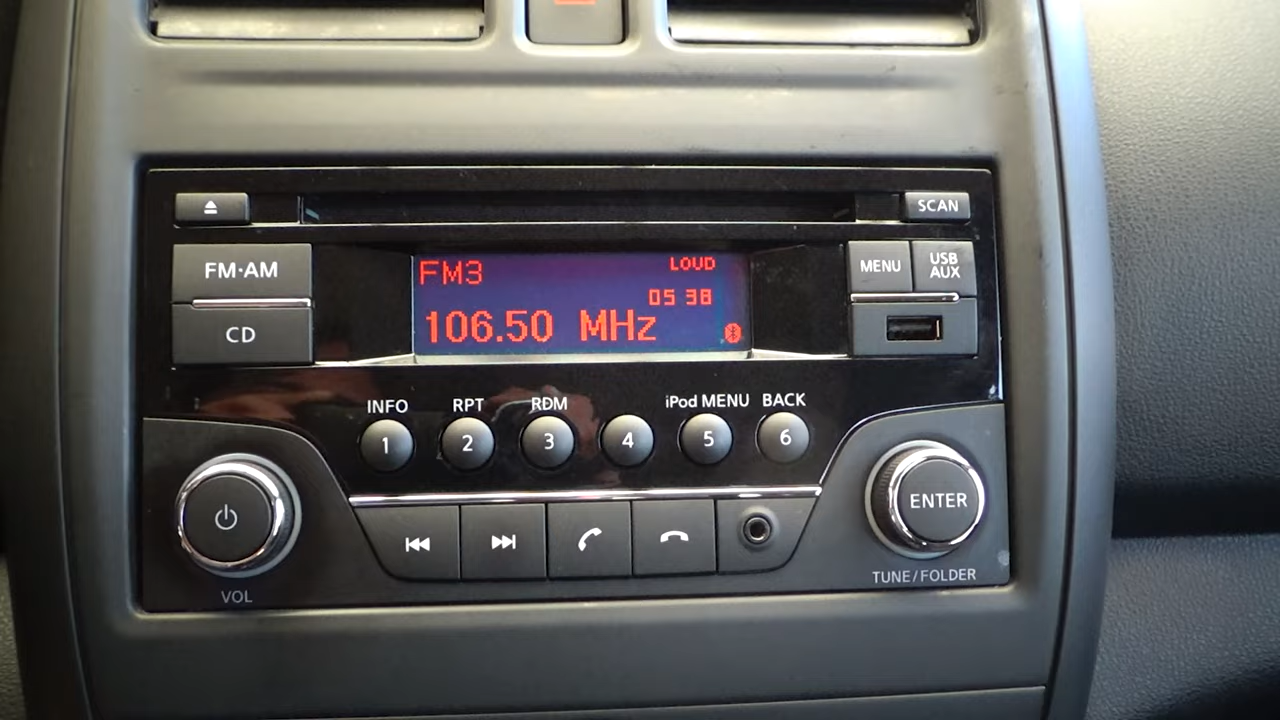 SCAN
FM·AM
CD
FM3
LOUD
05 38
106.50 MHz
MENU
USB
AUX
INFO
RPT
RDM
iPod MENU
BACK
1
2
3
4
5
6
ENTER
VOL
TUNE/FOLDER